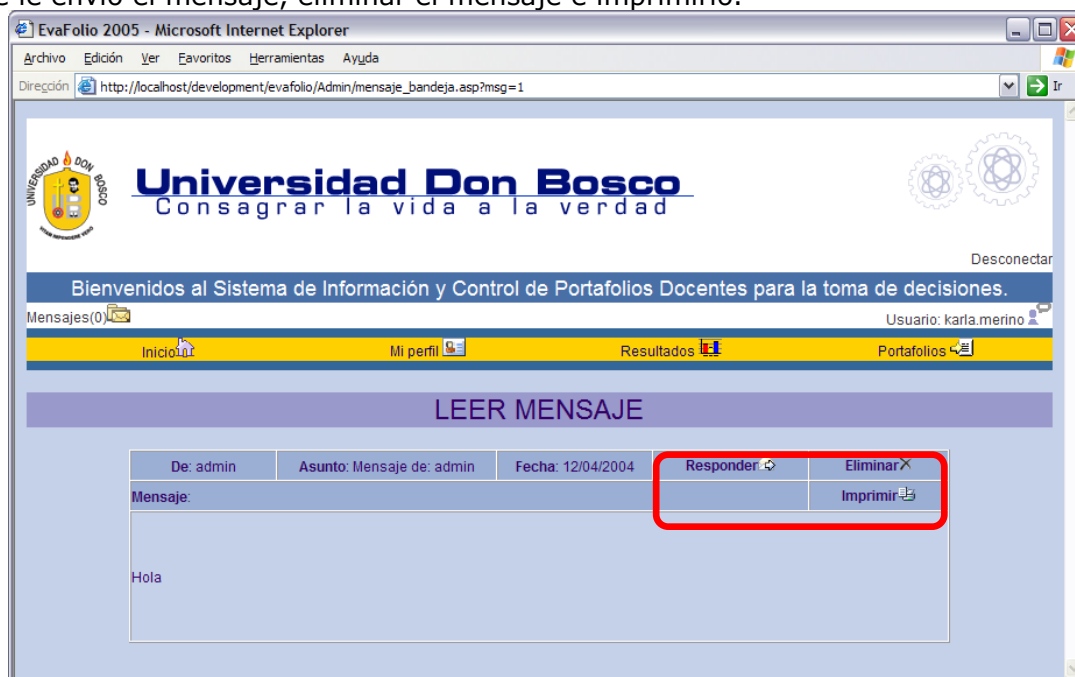 e le envió el mensaje, eliminar el mensaje e imprimirlo.
EvaFolio 2005 - Microsoft Internet Explorer
Archivo Edición Ver Favoritos Herramientas Ayuda
Dirección http://localhost/development/evafolio/Admin/mensaje_bandeja.asp?msg=1 Ir
UNIVERSIDAD DON BOSCO
Universidad Don Bosco
Consagrar la vida a la verdad
Desconectar
Bienvenidos al Sistema de Información y Control de Portafolios Docentes para la toma de decisiones.
Mensajes(0) Usuario: karla.merino
Inicio Mi perfil Resultados Portafolios
LEER MENSAJE
De: admin Asunto: Mensaje de: admin Fecha: 12/04/2004 Responder Eliminar
Mensaje: Imprimir
Hola